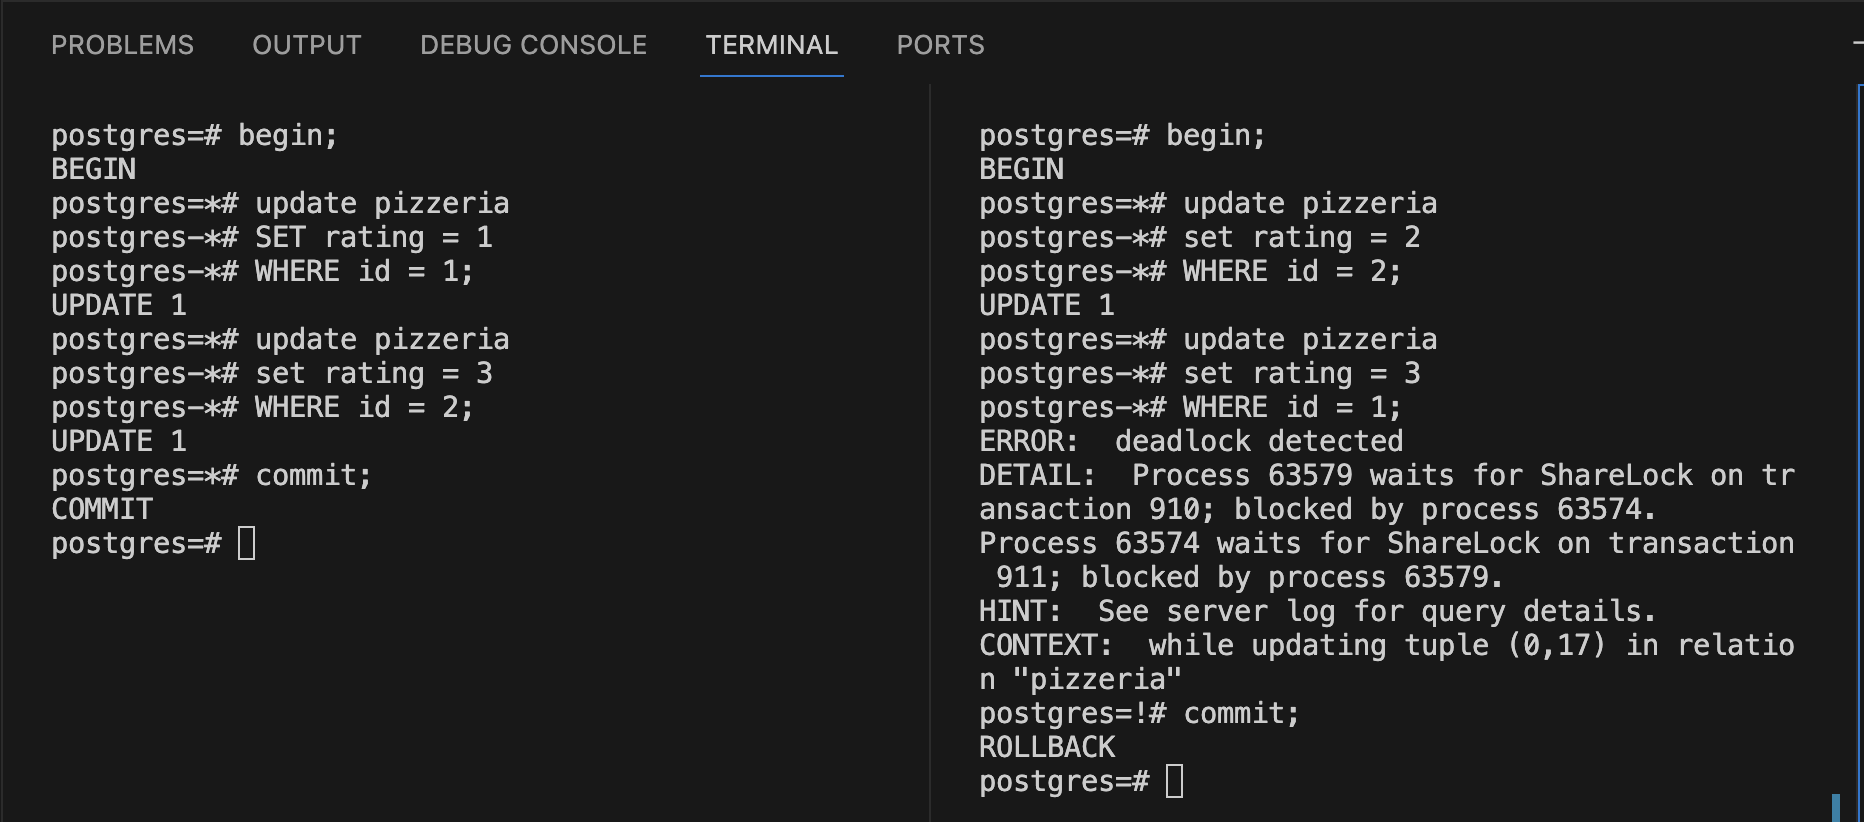 PROBLEMS OUTPUT DEBUG CONSOLE TERMINAL PORTS
postgres=# begin;
BEGIN
postgres=*# update pizzeria
postgres-*# SET rating = 1
postgres-*# WHERE id = 1;
UPDATE 1
postgres=*# update pizzeria
postgres-*# set rating = 3
postgres-*# WHERE id = 2;
UPDATE 1
postgres=*# commit;
COMMIT
postgres=#
postgres=# begin;
BEGIN
postgres=*# update pizzeria
postgres-*# set rating = 2
postgres-*# WHERE id = 2;
UPDATE 1
postgres=*# update pizzeria
postgres-*# set rating = 3
postgres-*# WHERE id = 1;
ERROR:  deadlock detected
DETAIL:  Process 63579 waits for ShareLock on tr
ansaction 910; blocked by process 63574.
Process 63574 waits for ShareLock on transaction
 911; blocked by process 63579.
HINT:  See server log for query details.
CONTEXT:  while updating tuple (0,17) in relatio
n "pizzeria"
postgres=!# commit;
ROLLBACK
postgres=#